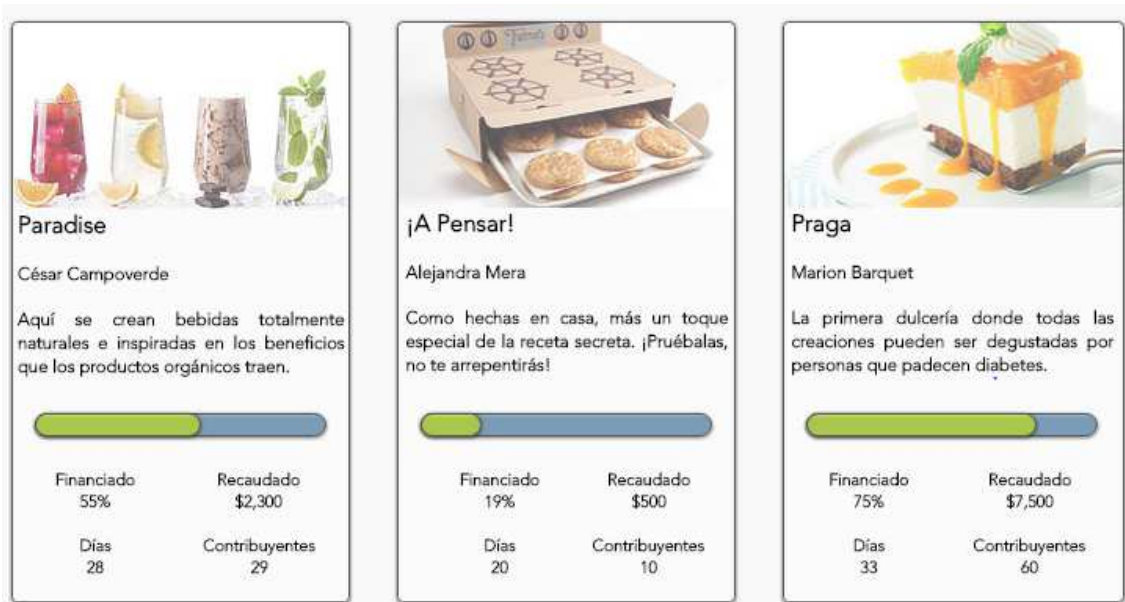 Paradise
César Campoverde
Aquí se crean bebidas totalmente
naturales e inspiradas en los beneficios
que los productos orgánicos traen.
Financiado
Recaudado
55%
$2,300
Días
Contribuyentes
28
29
¡A Pensar!
Alejandra Mera
Como hechas en casa, más un toque
especial de la receta secreta. ¡Pruébalas,
no te arrepentirás!
Financiado
Recaudado
19%
$500
Días
Contribuyentes
20
10
Praga
Marion Barquet
La primera dulcería donde todas las
creaciones pueden ser degustadas por
personas que padecen diabetes.
Financiado
Recaudado
75%
$7,500
Días
Contribuyentes
33
60